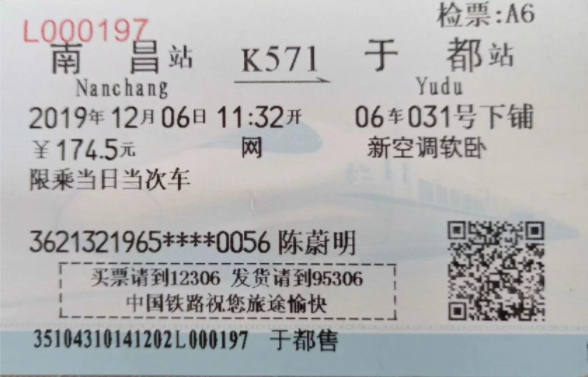 检票:A6
L000197
南昌站 K571 于都站
Nanchang Yudu
2019年12月06日 11:32开 06车031号下铺
￥174.5元 网 新空调软卧
限乘当日当次车
3621321965****0056 陈蔚明
买票请到12306 发货请到95306
中国铁路祝您旅途愉快
35104310141202L000197 于都售